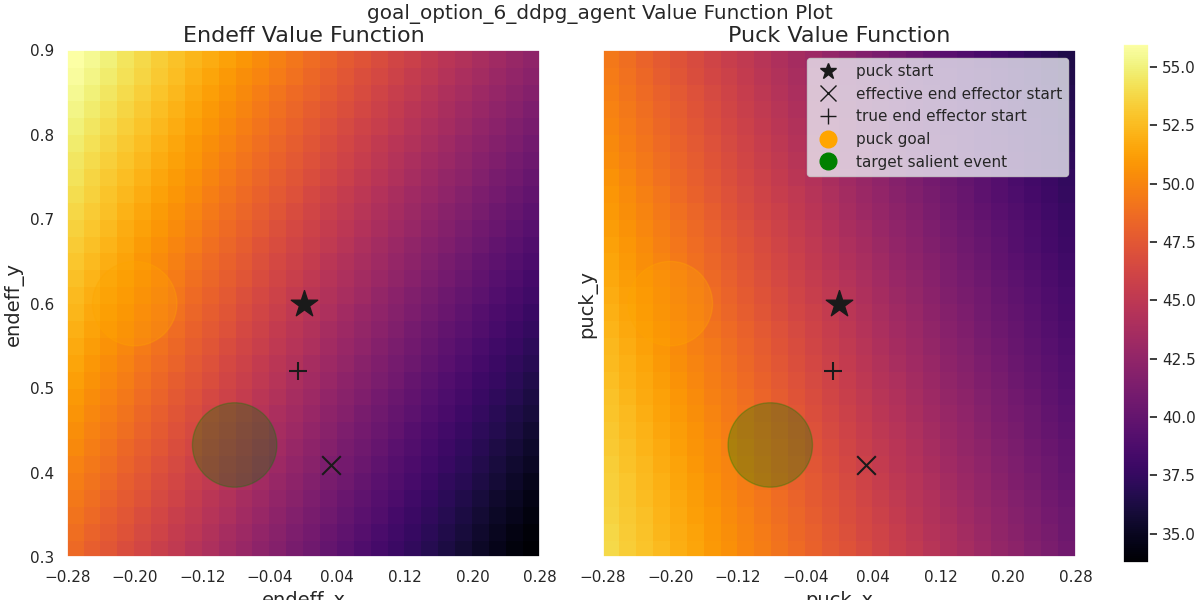 goal_option_6_ddpg_agent Value Function Plot
Endeff Value Function
0.9
0.8
0.7
0.6
0.5
0.4
0.3
endeff_y
−0.28 −0.20 −0.12 −0.04 0.04 0.12 0.20 0.28
endeff_x
Puck Value Function
puck start
effective end effector start
true end effector start
puck goal
target salient event
puck_y
−0.28 −0.20 −0.12 −0.04 0.04 0.12 0.20 0.28
puck_x
55.0
52.5
50.0
47.5
45.0
42.5
40.0
37.5
35.0